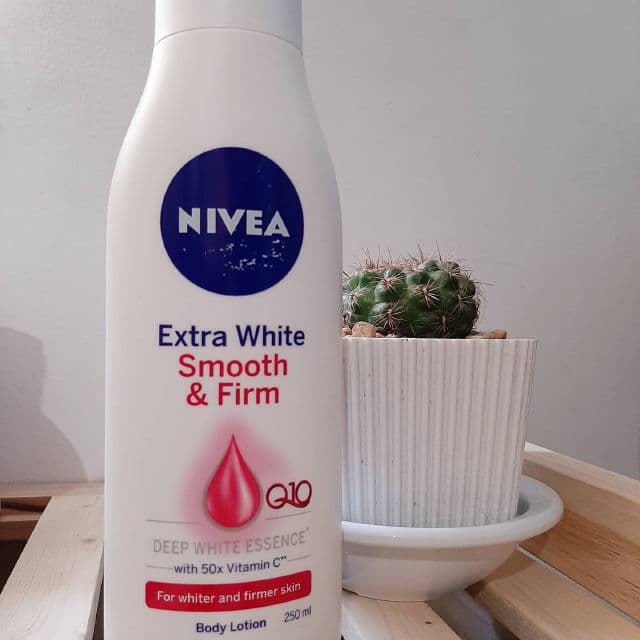 NIVEA
Extra White
Smooth
& Firm
Q10
DEEP WHITE ESSENCE*
with 50x Vitamin C**
For whiter and firmer skin
Body Lotion 250 ml